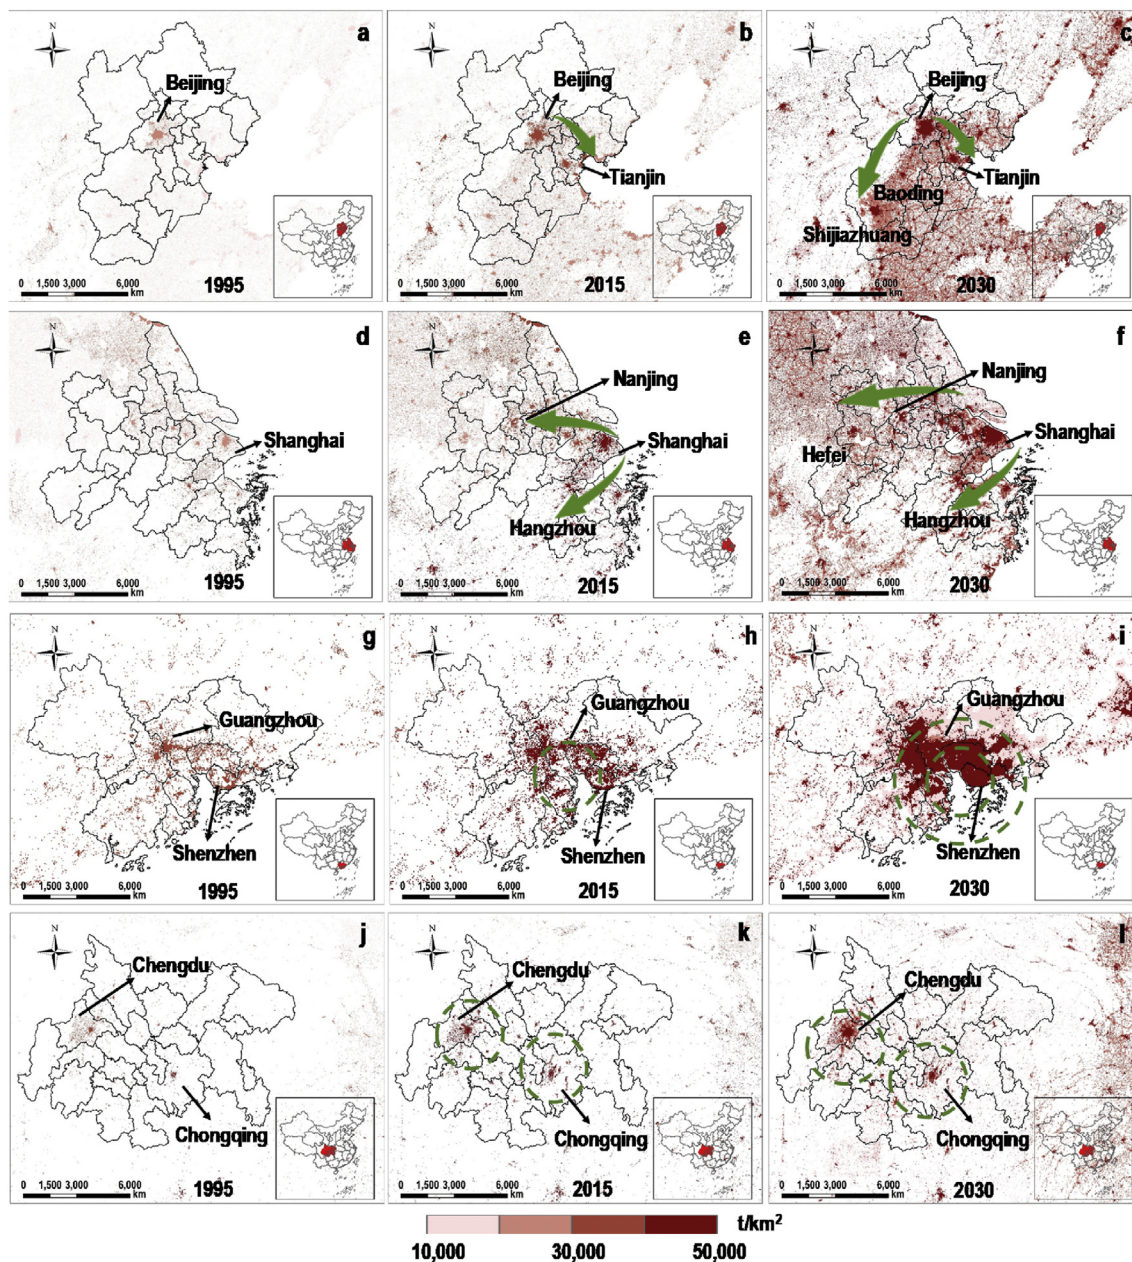 N
a
Beijing
0 1,500 3,000 6,000
km
1995
N
b
Beijing
Tianjin
0 1,500 3,000 6,000
km
2015
N
c
Beijing
Tianjin
Baoding
Shijiazhuang
0 1,500 3,000 6,000
km
2030
N
d
Shanghai
0 1,500 3,000 6,000
km
1995
N
e
Nanjing
Shanghai
Hangzhou
0 1,500 3,000 6,000
km
2015
N
f
Nanjing
Shanghai
Hefei
Hangzhou
0 1,500 3,000 6,000
km
2030
N
g
Guangzhou
Shenzhen
0 1,500 3,000 6,000
km
1995
N
h
Guangzhou
Shenzhen
0 1,500 3,000 6,000
km
2015
N
i
Guangzhou
Shenzhen
0 1,500 3,000 6,000
km
2030
N
j
Chengdu
Chongqing
0 1,500 3,000 6,000
km
1995
N
k
Chengdu
Chongqing
0 1,500 3,000 6,000
km
2015
N
l
Chengdu
Chongqing
0 1,500 3,000 6,000
km
2030
t/km²
10,000 30,000 50,000